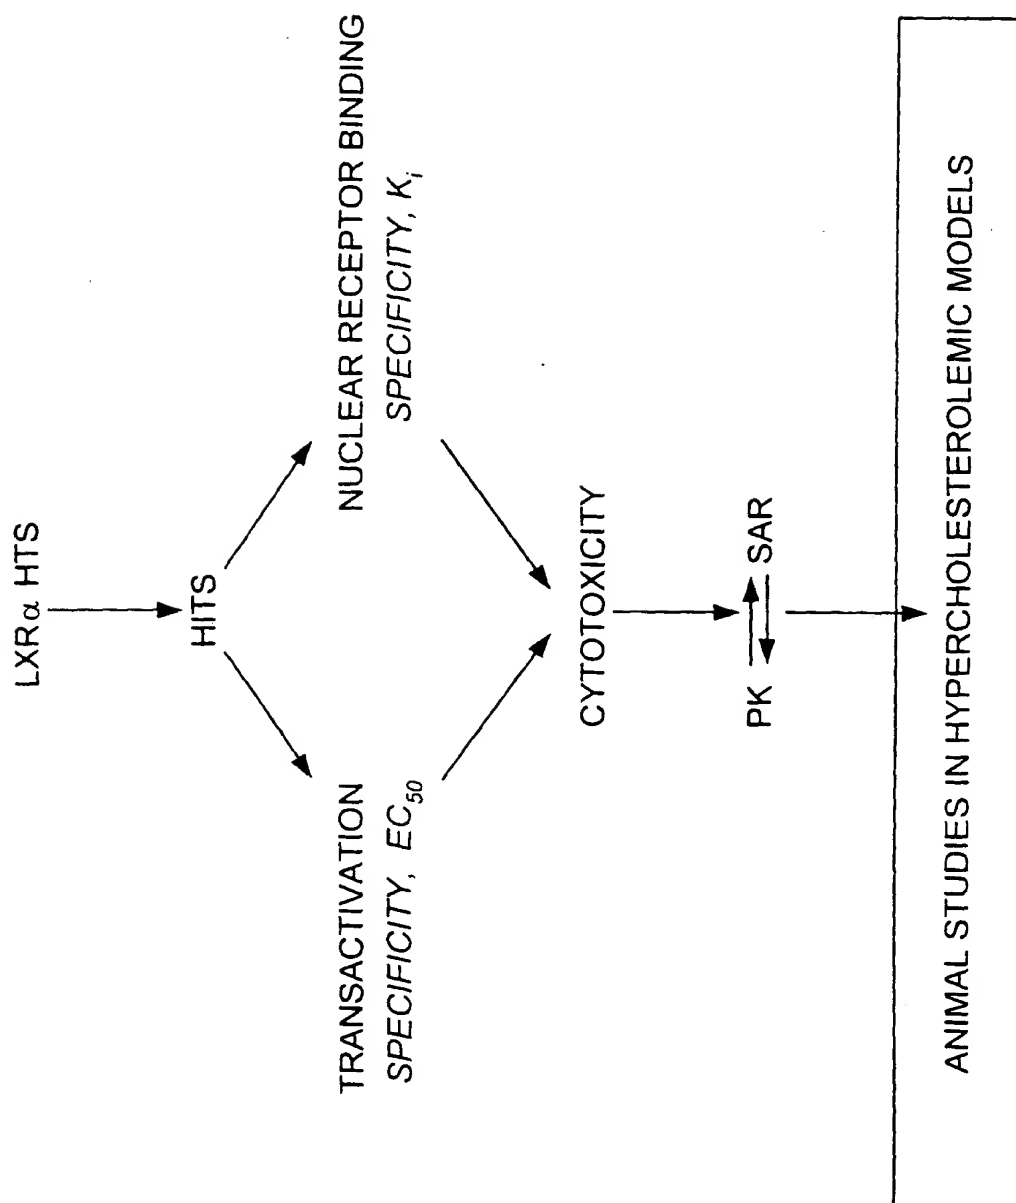 LXRα HTS
HITS
TRANSACTIVATION
SPECIFICITY, EC50
NUCLEAR RECEPTOR BINDING
SPECIFICITY, Ki
CYTOTOXICITY
PK
SAR
ANIMAL STUDIES IN HYPERCHOLESTEROLEMIC MODELS